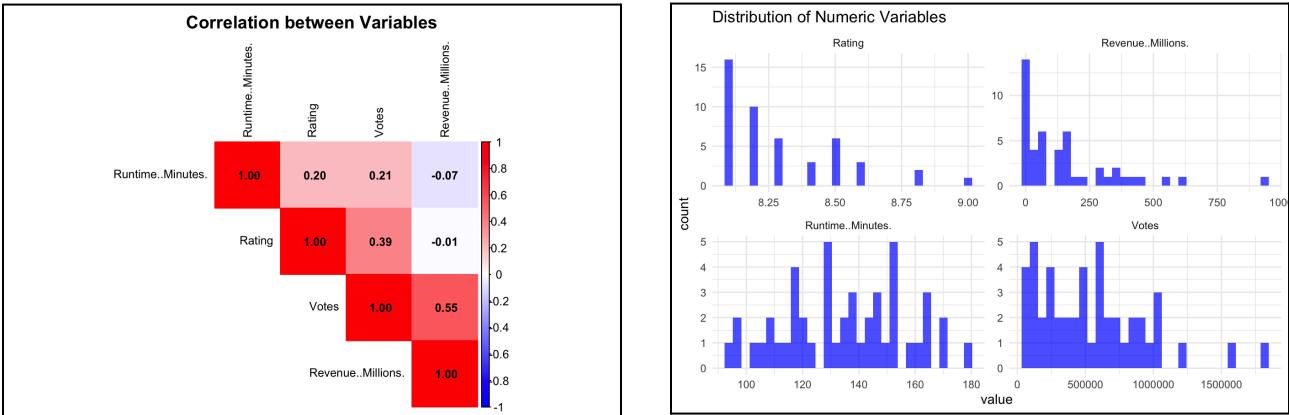 Correlation between Variables
Runtime..Minutes.
Rating
Votes
Revenue..Millions.
Runtime..Minutes. 1.00 0.20 0.21 -0.07
Rating 1.00 0.39 -0.01
Votes 1.00 0.55
Revenue..Millions. 1.00
1
0.8
0.6
0.4
0.2
0
-0.2
-0.4
-0.6
-0.8
-1
Distribution of Numeric Variables
Rating
15
10
5
0
8.25 8.50 8.75 9.00
Revenue..Millions.
10
5
0
0 250 500 750 100
count
Runtime..Minutes.
5
4
3
2
1
0
100 120 140 160 180
Votes
5
4
3
2
1
0
0 500000 1000000 1500000
value